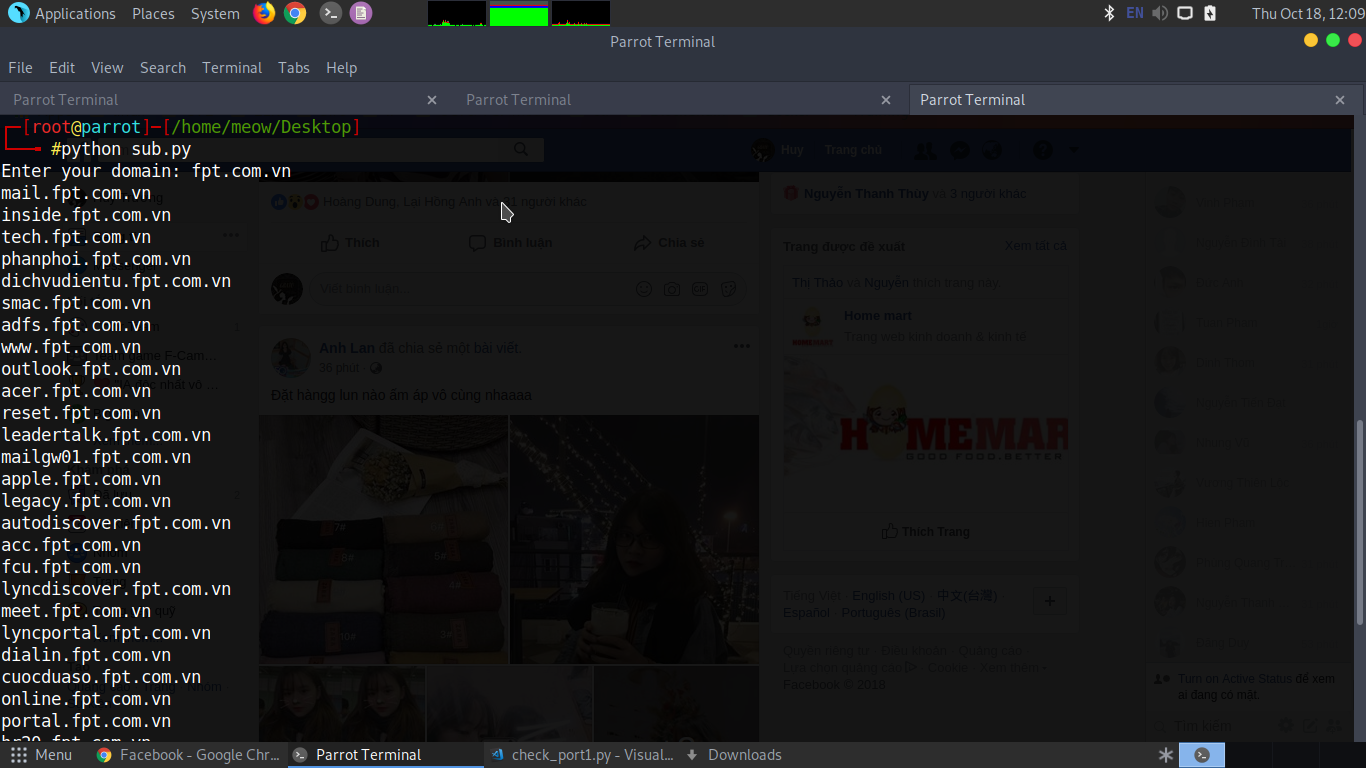 Applications Places System EN Thu Oct 18, 12:09
Parrot Terminal
File Edit View Search Terminal Tabs Help
Parrot Terminal × Parrot Terminal × Parrot Terminal ×
[root@parrot]─[/home/meow/Desktop]
#python sub.py
Enter your domain: fpt.com.vn
mail.fpt.com.vn
inside.fpt.com.vn
tech.fpt.com.vn
phanphoi.fpt.com.vn
dichvudientu.fpt.com.vn
smac.fpt.com.vn
adfs.fpt.com.vn
www.fpt.com.vn
outlook.fpt.com.vn
acer.fpt.com.vn
reset.fpt.com.vn
leadertalk.fpt.com.vn
mailgw01.fpt.com.vn
apple.fpt.com.vn
legacy.fpt.com.vn
autodiscover.fpt.com.vn
acc.fpt.com.vn
fcu.fpt.com.vn
lyncdiscover.fpt.com.vn
meet.fpt.com.vn
lyncportal.fpt.com.vn
dialin.fpt.com.vn
cuocduaso.fpt.com.vn
online.fpt.com.vn
portal.fpt.com.vn
Huy Trang chủ
Hoàng Dung, Lại Hồng Anh và người khác
Thích Bình luận Chia sẻ
Viết bình luận...
Anh Lan đã chia sẻ một bài viết.
36 phút
Đặt hàngg lun nào ấm áp vô cùng nhaaaa
Nguyễn Thanh Thủy và 3 người khác
Trang được đề xuất Xem tất cả
Thị Thảo và Nguyễn thích trang này
Home mart
Trang web kinh doanh & kinh tế
HOMEMAR
GOOD FOOD.BETTER
Thích Trang
Tiếng Việt · English (US) · 中文(台灣) ·
Español · Português (Brasil)
Quyền riêng tư · Điều khoản · Quảng cáo ·
Lựa chọn quảng cáo · Cookie · Xem thêm
Facebook © 2018
Turn on Active Status để xem
ai đang có mặt.
Tìm kiếm
Menu Facebook - Google Chr... Parrot Terminal check_port1.py - Visual... Downloads